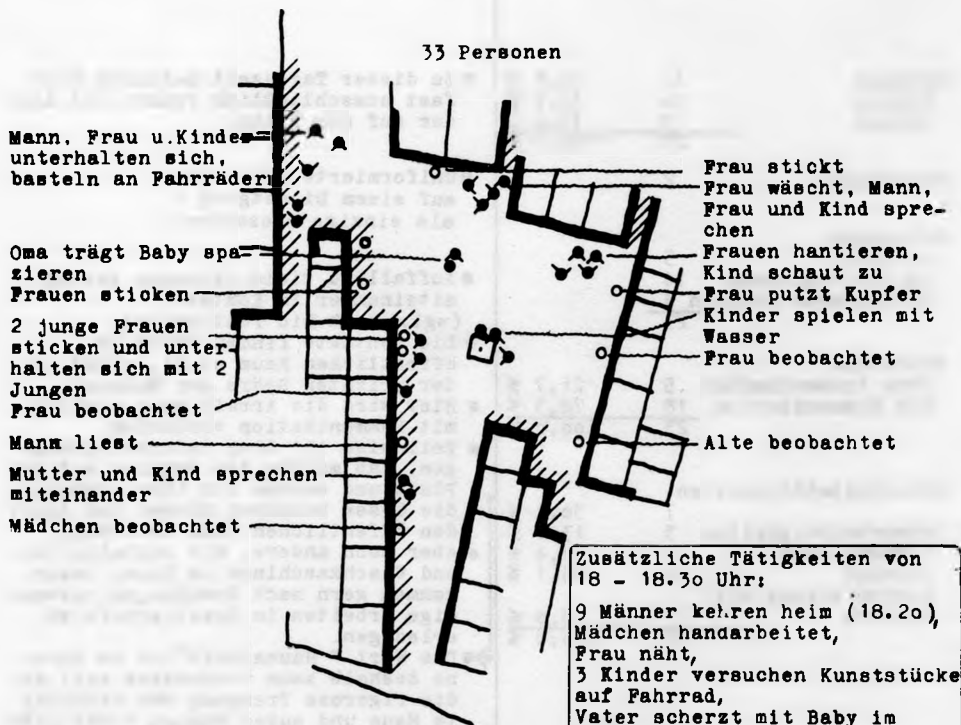 33 Personen
Mann, Frau u.Kinder
unterhalten sich,
basteln an Fahrrädern
Oma trägt Baby spa=
zieren
Frauen sticken
2 junge Frauen
sticken und unter-
halten sich mit 2
Jungen
Frau beobachtet
Mann liest
Mutter und Kind sprechen
miteinander
Mädchen beobachtet
Frau stickt
Frau wäscht, Mann,
Frau und Kind spre-
chen
Frauen hantieren,
Kind schaut zu
Frau putzt Kupfer
Kinder spielen mit
Wasser
Frau beobachtet
Alte beobachtet
Zusätzliche Tätigkeiten von
18 - 18.3o Uhr:
9 Männer kehren heim (18.2o),
Mädchen handarbeitet,
Frau näht,
3 Kinder versuchen Kunststücke
auf Fahrrad,
Vater scherzt mit Baby im